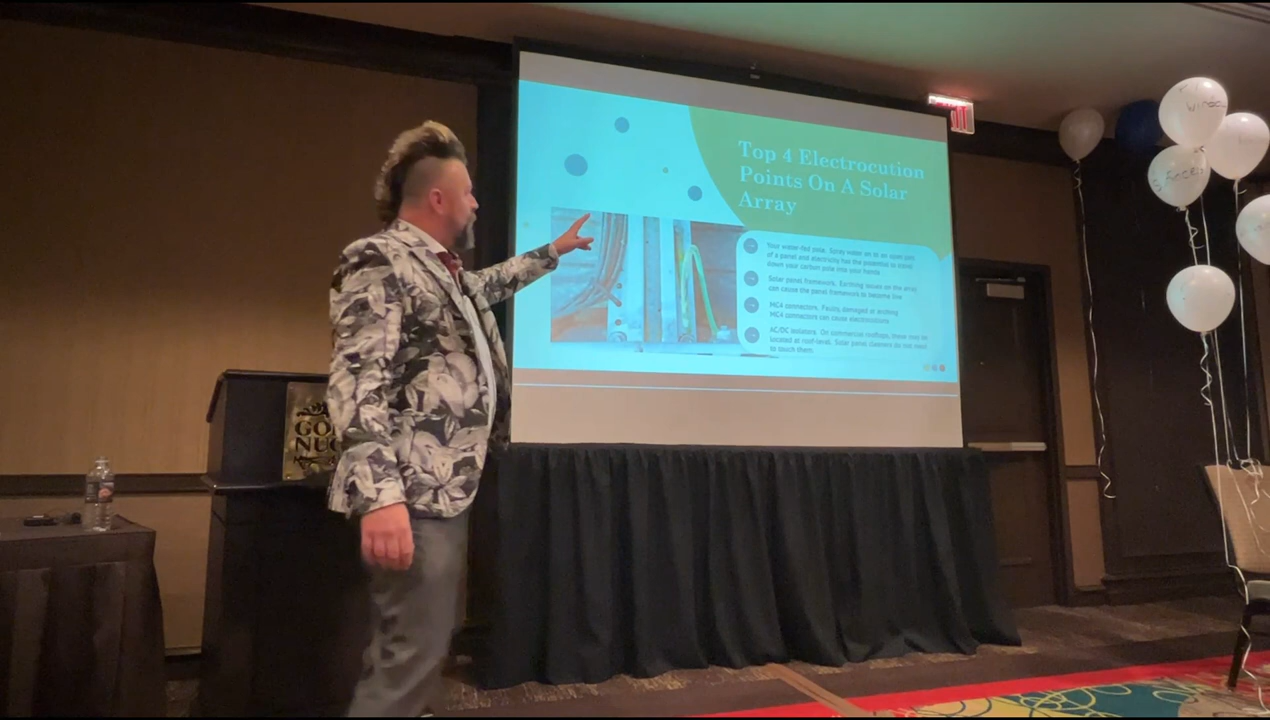 Top 4 Electrocution
Points On A Solar
Array
Your water-fed pole. Spray water on to an
of a panel and electricity has the potential to travel
down your carbon pole into your hands
Solar panel framework. Earthing issues on the array
can cause the panel framework to become live
MC4 connectors. Faulty, damaged or arching
MC4 connectors can cause electrocutions
AC/DC isolators. On commercial rooftops, these may be
located at roof-level. Solar panel cleaners do not need
to touch them
GO
NUG